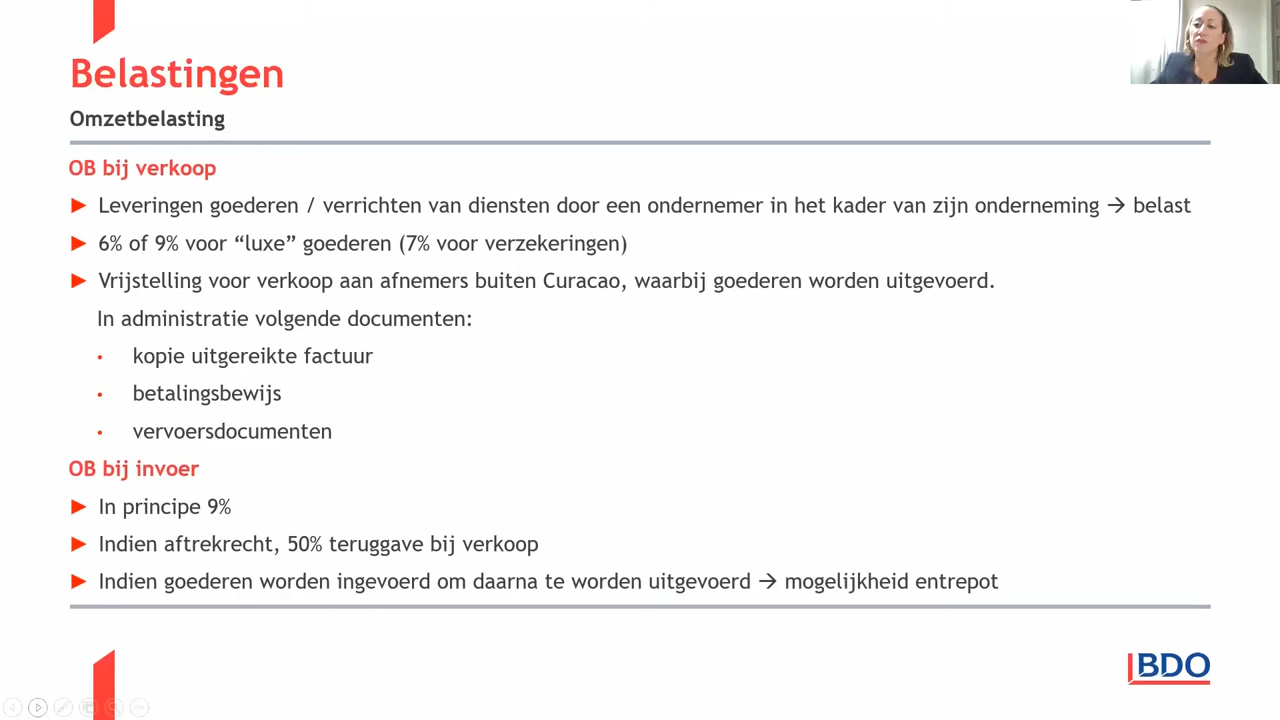 Belastingen
Omzetbelasting
OB bij verkoop
► Leveringen goederen / verrichten van diensten door een ondernemer in het kader van zijn onderneming → belast
► 6% of 9% voor “luxe” goederen (7% voor verzekeringen)
► Vrijstelling voor verkoop aan afnemers buiten Curacao, waarbij goederen worden uitgevoerd.
In administratie volgende documenten:
• kopie uitgereikte factuur
• betalingsbewijs
• vervoersdocumenten
OB bij invoer
► In principe 9%
► Indien aftrekrecht, 50% teruggave bij verkoop
► Indien goederen worden ingevoerd om daarna te worden uitgevoerd → mogelijkheid entrepot
BDO